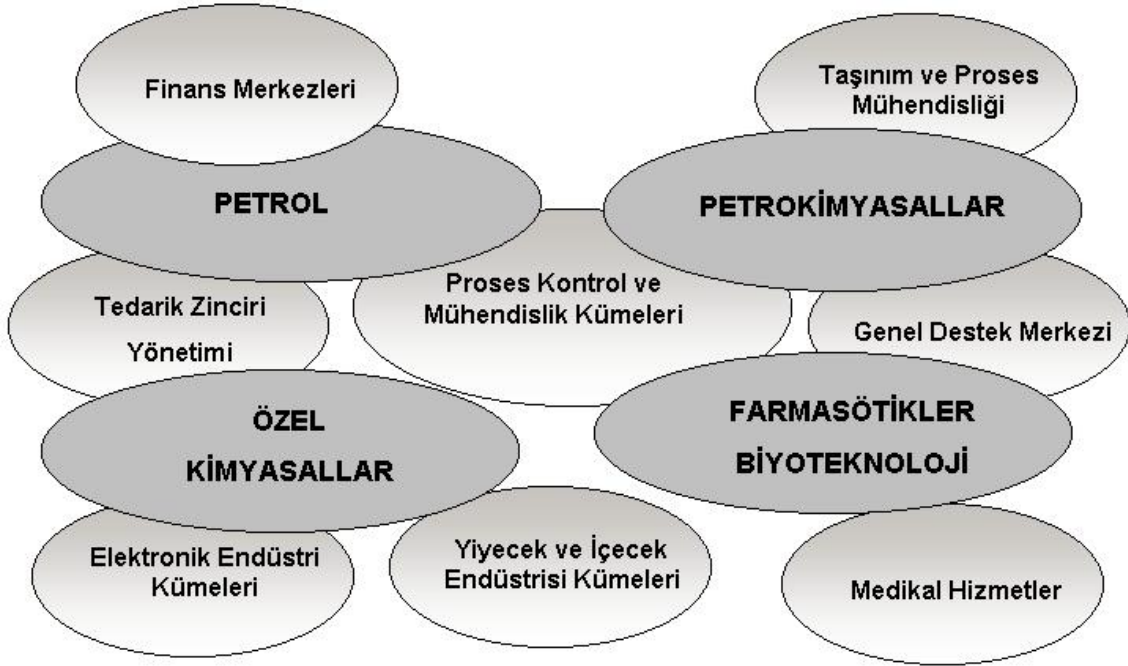 Finans Merkezleri
Taşınım ve Proses
Mühendisliği
PETROL
PETROKİMYASALLAR
Proses Kontrol ve
Mühendislik Kümeleri
Tedarik Zinciri
Yönetimi
Genel Destek Merkezi
ÖZEL
KİMYASALLAR
FARMASÖTİKLER
BİYOTEKNOLOJİ
Elektronik Endüstri
Kümeleri
Yiyecek ve İçecek
Endüstrisi Kümeleri
Medikal Hizmetler